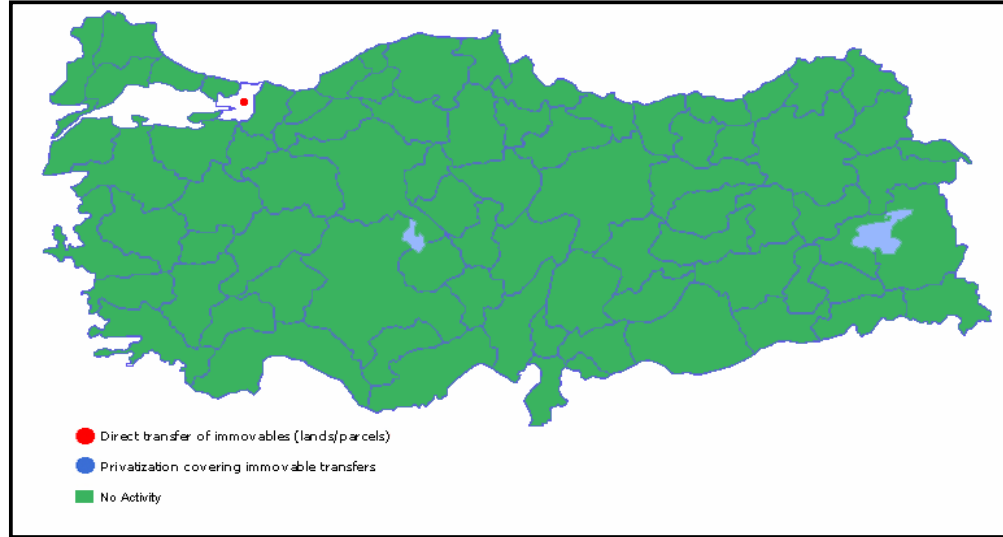 Direct transfer of immovables (lands/parcels)
Privatization covering immovable transfers
No Activity